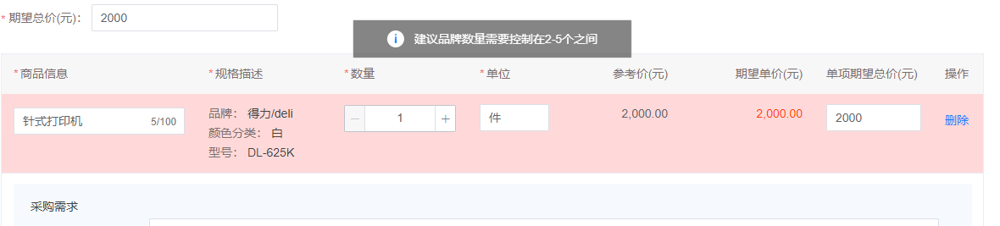 * 期望总价(元): 2000
建议品牌数量需要控制在2-5个之间
* 商品信息 * 规格描述 * 数量 * 单位 参考价(元) 期望单价(元) 单项期望总价(元) 操作
针式打印机 5/100 品牌: 得力/deli — 1 + 件 2,000.00 2,000.00 2000 删除
颜色分类: 白
型号: DL-625K
采购需求